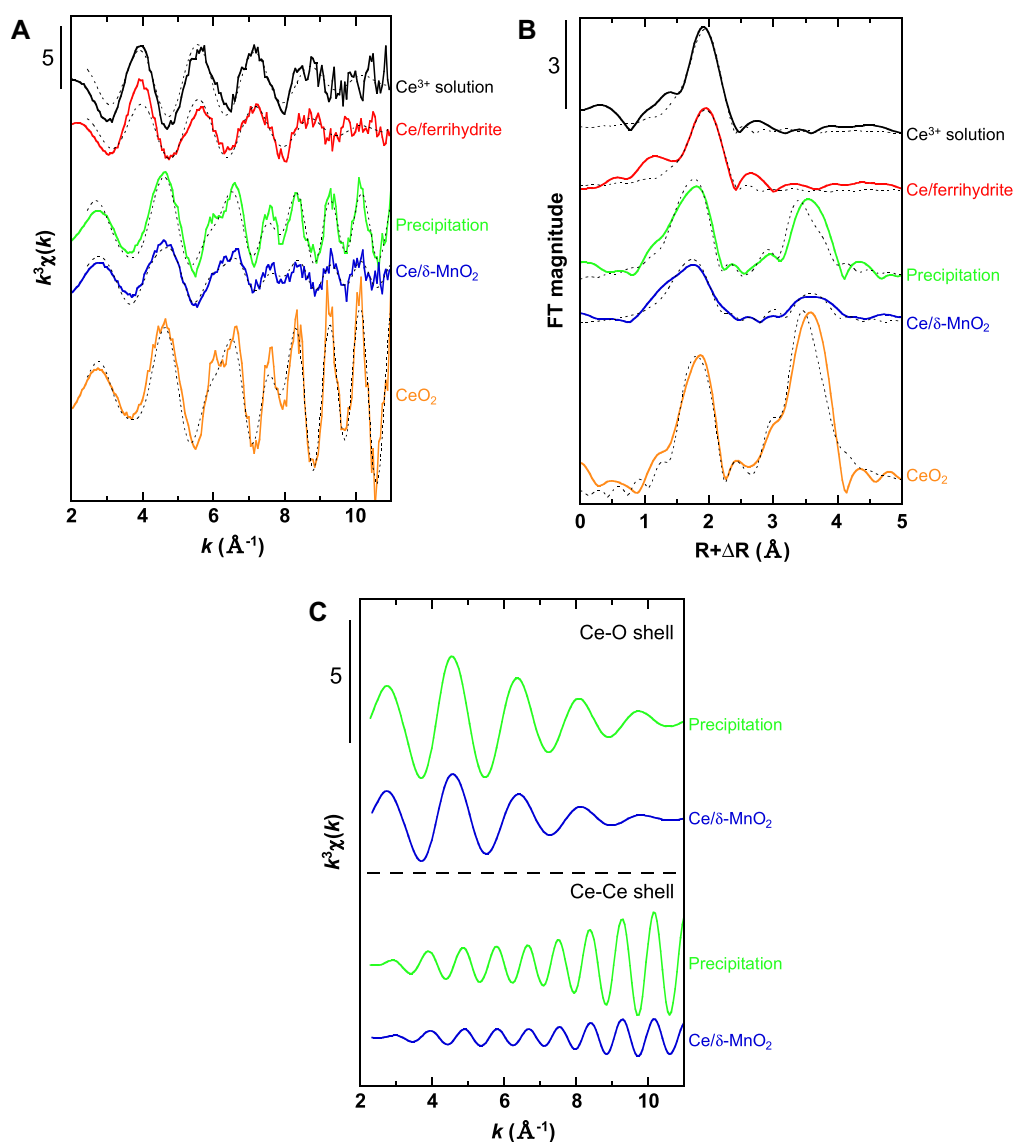 A
5
k³χ(k)
Ce³⁺ solution
Ce/ferrihydrite
Precipitation
Ce/δ-MnO₂
CeO₂
2 4 6 8 10
k (Å⁻¹)
B
3
FT magnitude
Ce³⁺ solution
Ce/ferrihydrite
Precipitation
Ce/δ-MnO₂
CeO₂
0 1 2 3 4 5
R+ΔR (Å)
C
5
k³χ(k)
Ce-O shell
Precipitation
Ce/δ-MnO₂
Ce-Ce shell
Precipitation
Ce/δ-MnO₂
2 4 6 8 10
k (Å⁻¹)